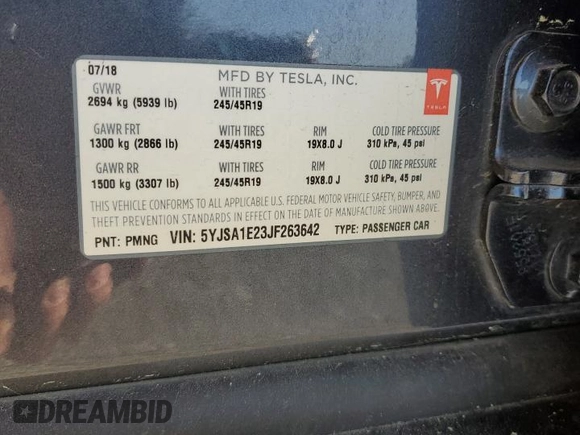 07/18 MFD BY TESLA, INC.
GVWR WITH TIRES
2694 kg (5939 lb) 245/45R19
TESLA
GAWR FRT WITH TIRES RIM COLD TIRE PRESSURE
1300 kg (2866 lb) 245/45R19 19X8.0 J 310 kPa, 45 psi
GAWR RR WITH TIRES RIM COLD TIRE PRESSURE
1500 kg (3307 lb) 245/45R19 19X8.0 J 310 kPa, 45 psi
THIS VEHICLE CONFORMS TO ALL APPLICABLE U.S. FEDERAL MOTOR VEHICLE SAFETY, BUMPER, AND
THEFT PREVENTION STANDARDS IN EFFECT ON THE DATE OF MANUFACTURE SHOWN ABOVE.
PNT: PMNG VIN: 5YJSA1E23JF263642 TYPE: PASSENGER CAR
DREAMBID